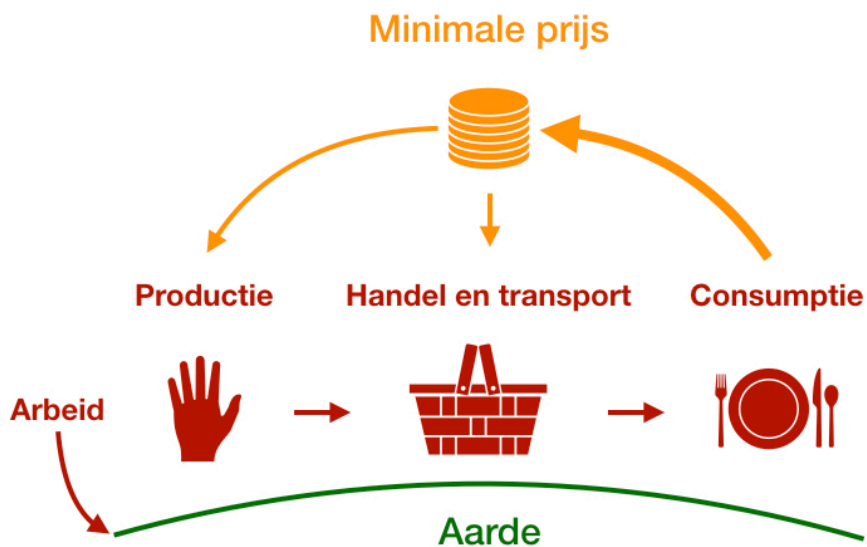 Minimale prijs
Productie
Handel en transport
Consumptie
Arbeid
Aarde